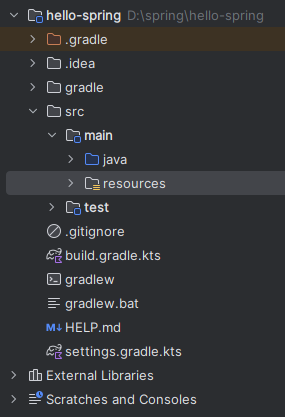 hello-spring D:\spring\hello-spring
.gradle
.idea
gradle
src
main
java
resources
test
.gitignore
build.gradle.kts
gradlew
gradlew.bat
M↓ HELP.md
settings.gradle.kts
External Libraries
Scratches and Consoles